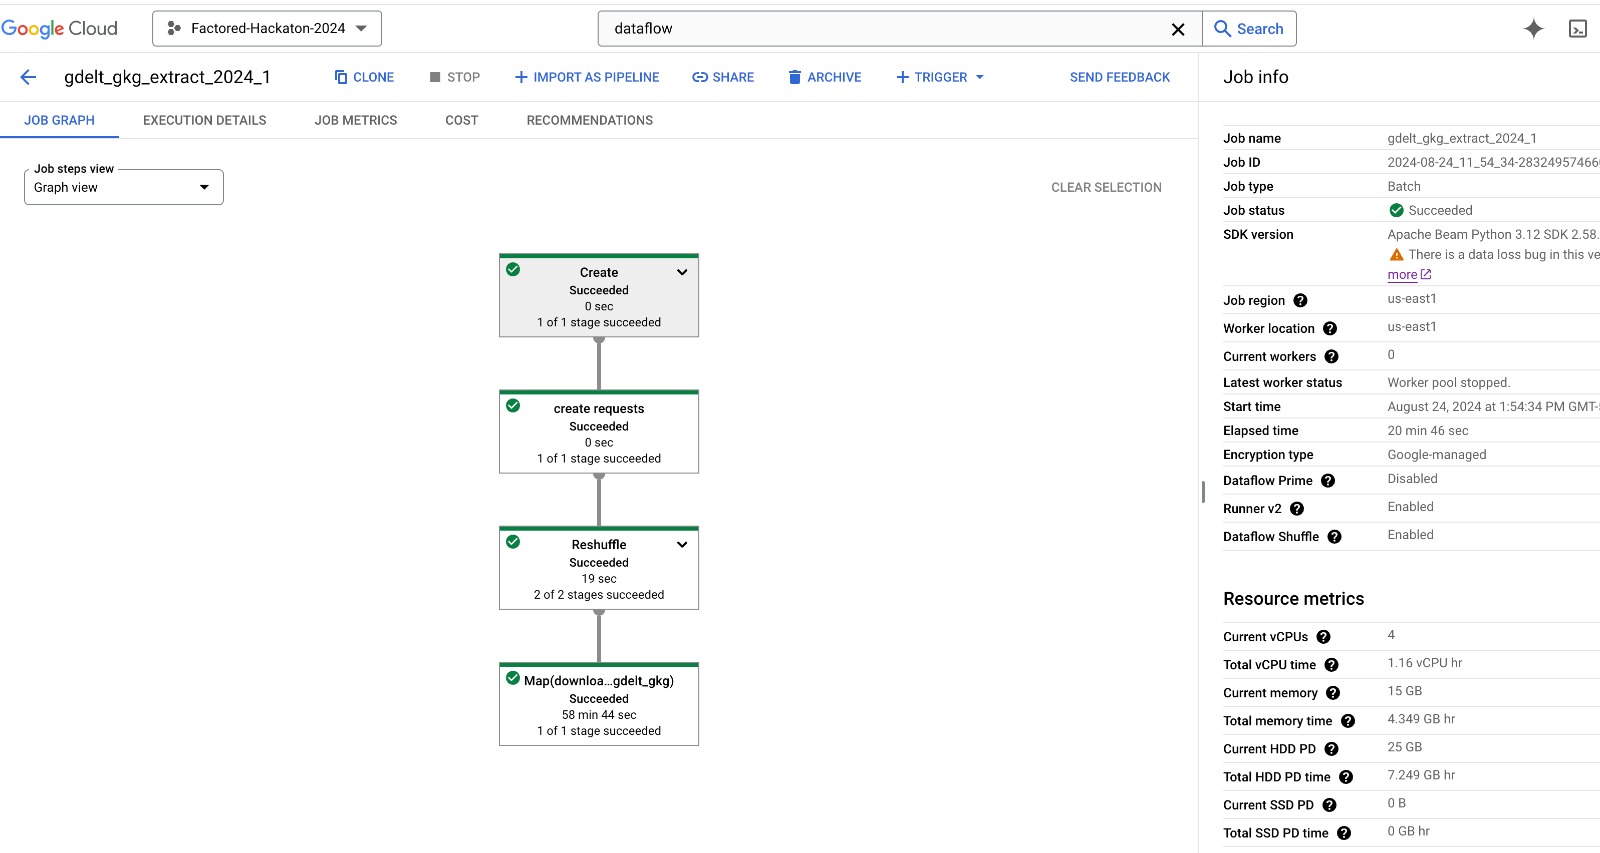 Google Cloud
Factored-Hackaton-2024
dataflow
Search
gdelt_gkg_extract_2024_1
CLONE
STOP
IMPORT AS PIPELINE
SHARE
ARCHIVE
TRIGGER
SEND FEEDBACK
JOB GRAPH
EXECUTION DETAILS
JOB METRICS
COST
RECOMMENDATIONS
Job steps view
Graph view
CLEAR SELECTION
Create
Succeeded
0 sec
1 of 1 stage succeeded
create requests
Succeeded
0 sec
1 of 1 stage succeeded
Reshuffle
Succeeded
19 sec
2 of 2 stages succeeded
Map(downloa...gdelt_gkg)
Succeeded
58 min 44 sec
1 of 1 stage succeeded
Job info
Job name gdelt_gkg_extract_2024_1
Job ID 2024-08-24_11_54_34-28324957466
Job type Batch
Job status Succeeded
SDK version Apache Beam Python 3.12 SDK 2.58.
There is a data loss bug in this ve
more
Job region us-east1
Worker location us-east1
Current workers 0
Latest worker status Worker pool stopped.
Start time August 24, 2024 at 1:54:34 PM GMT-
Elapsed time 20 min 46 sec
Encryption type Google-managed
Dataflow Prime Disabled
Runner v2 Enabled
Dataflow Shuffle Enabled
Resource metrics
Current vCPUs 4
Total vCPU time 1.16 vCPU hr
Current memory 15 GB
Total memory time 4.349 GB hr
Current HDD PD 25 GB
Total HDD PD time 7.249 GB hr
Current SSD PD 0 B
Total SSD PD time 0 GB hr